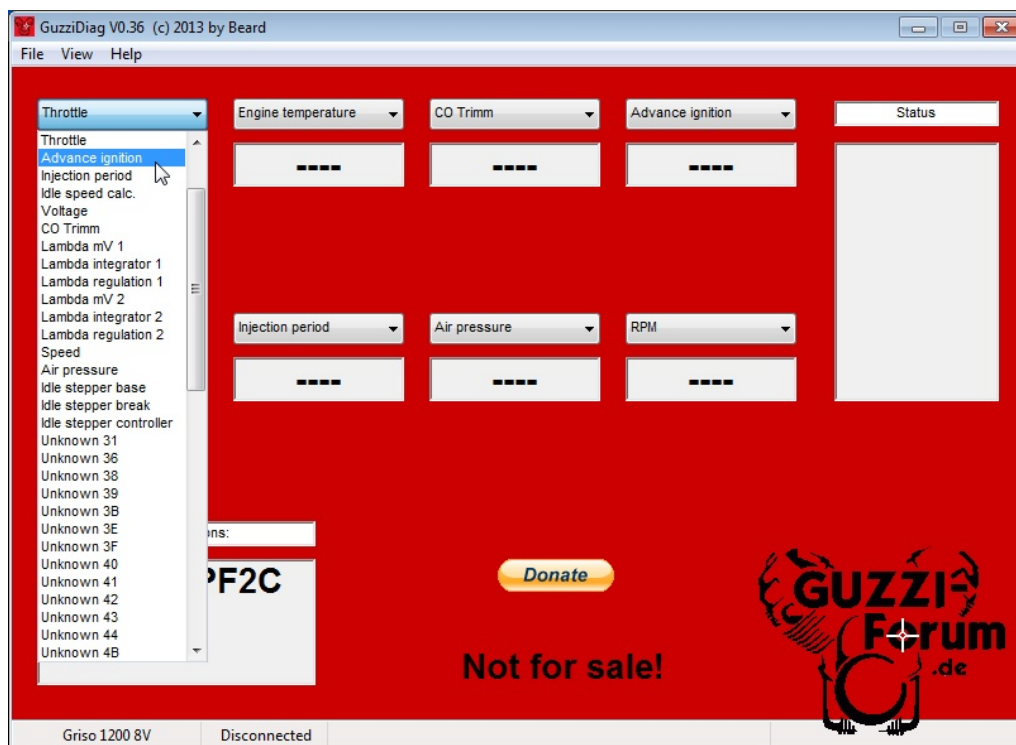 GuzziDiag V0.36 (c) 2013 by Beard
File View Help
Throttle
Engine temperature
CO Trimm
Advance ignition
Status
----
----
----
Throttle
Advance ignition
Injection period
Idle speed calc.
Voltage
CO Trimm
Lambda mV 1
Lambda integrator 1
Lambda regulation 1
Lambda mV 2
Lambda integrator 2
Lambda regulation 2
Speed
Air pressure
Idle stepper base
Idle stepper break
Idle stepper controller
Unknown 31
Unknown 36
Unknown 38
Unknown 39
Unknown 3B
Unknown 3E
Unknown 3F
Unknown 40
Unknown 41
Unknown 42
Unknown 43
Unknown 44
Unknown 4B
Injection period
Air pressure
RPM
----
----
----
ons:
PF2C
Donate
Not for sale!
GUZZI-
Forum
.de
Griso 1200 8V
Disconnected